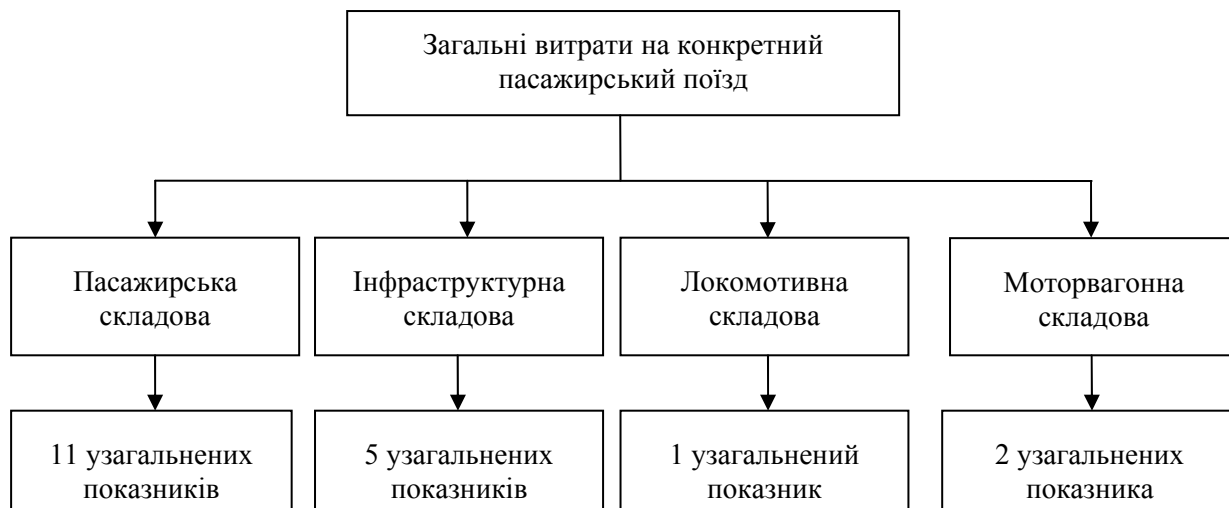 Загальні витрати на конкретний
пасажирський поїзд
Пасажирська
складова
Інфраструктурна
складова
Локомотивна
складова
Моторвагонна
складова
11 узагальнених
показників
5 узагальнених
показників
1 узагальнений
показник
2 узагальнених
показника